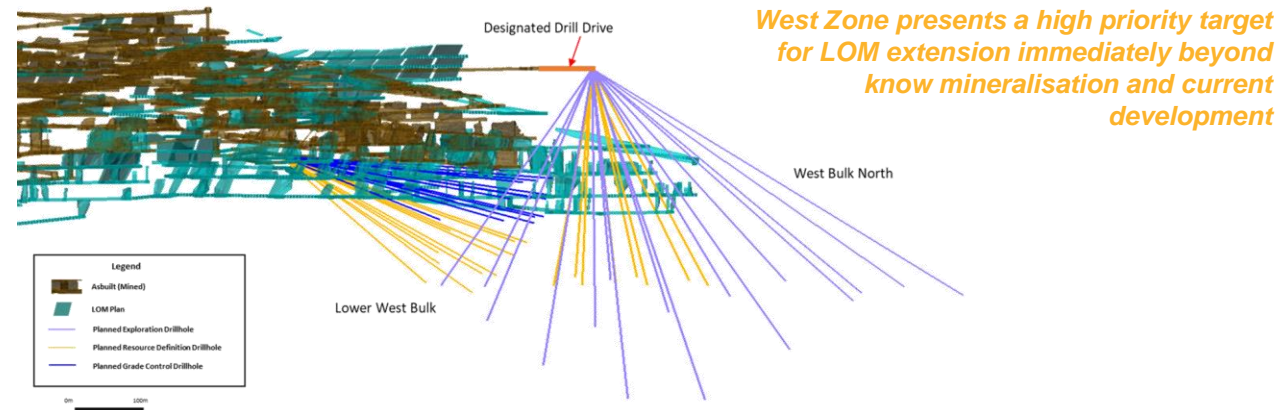 West Zone presents a high priority target
for LOM extension immediately beyond
know mineralisation and current
development
Designated Drill Drive
West Bulk North
Lower West Bulk
Legend
Asbuilt (Mined)
LOM Plan
Planned Exploration Drillhole
Planned Resource Definition Drillhole
Planned Grade Control Drillhole
0m 100m